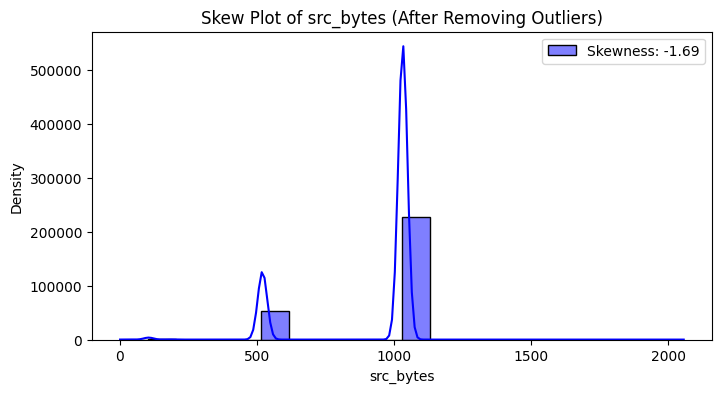 Skew Plot of src_bytes (After Removing Outliers)
Skewness: -1.69
Density
500000
400000
300000
200000
100000
0
0 500 1000 1500 2000
src_bytes